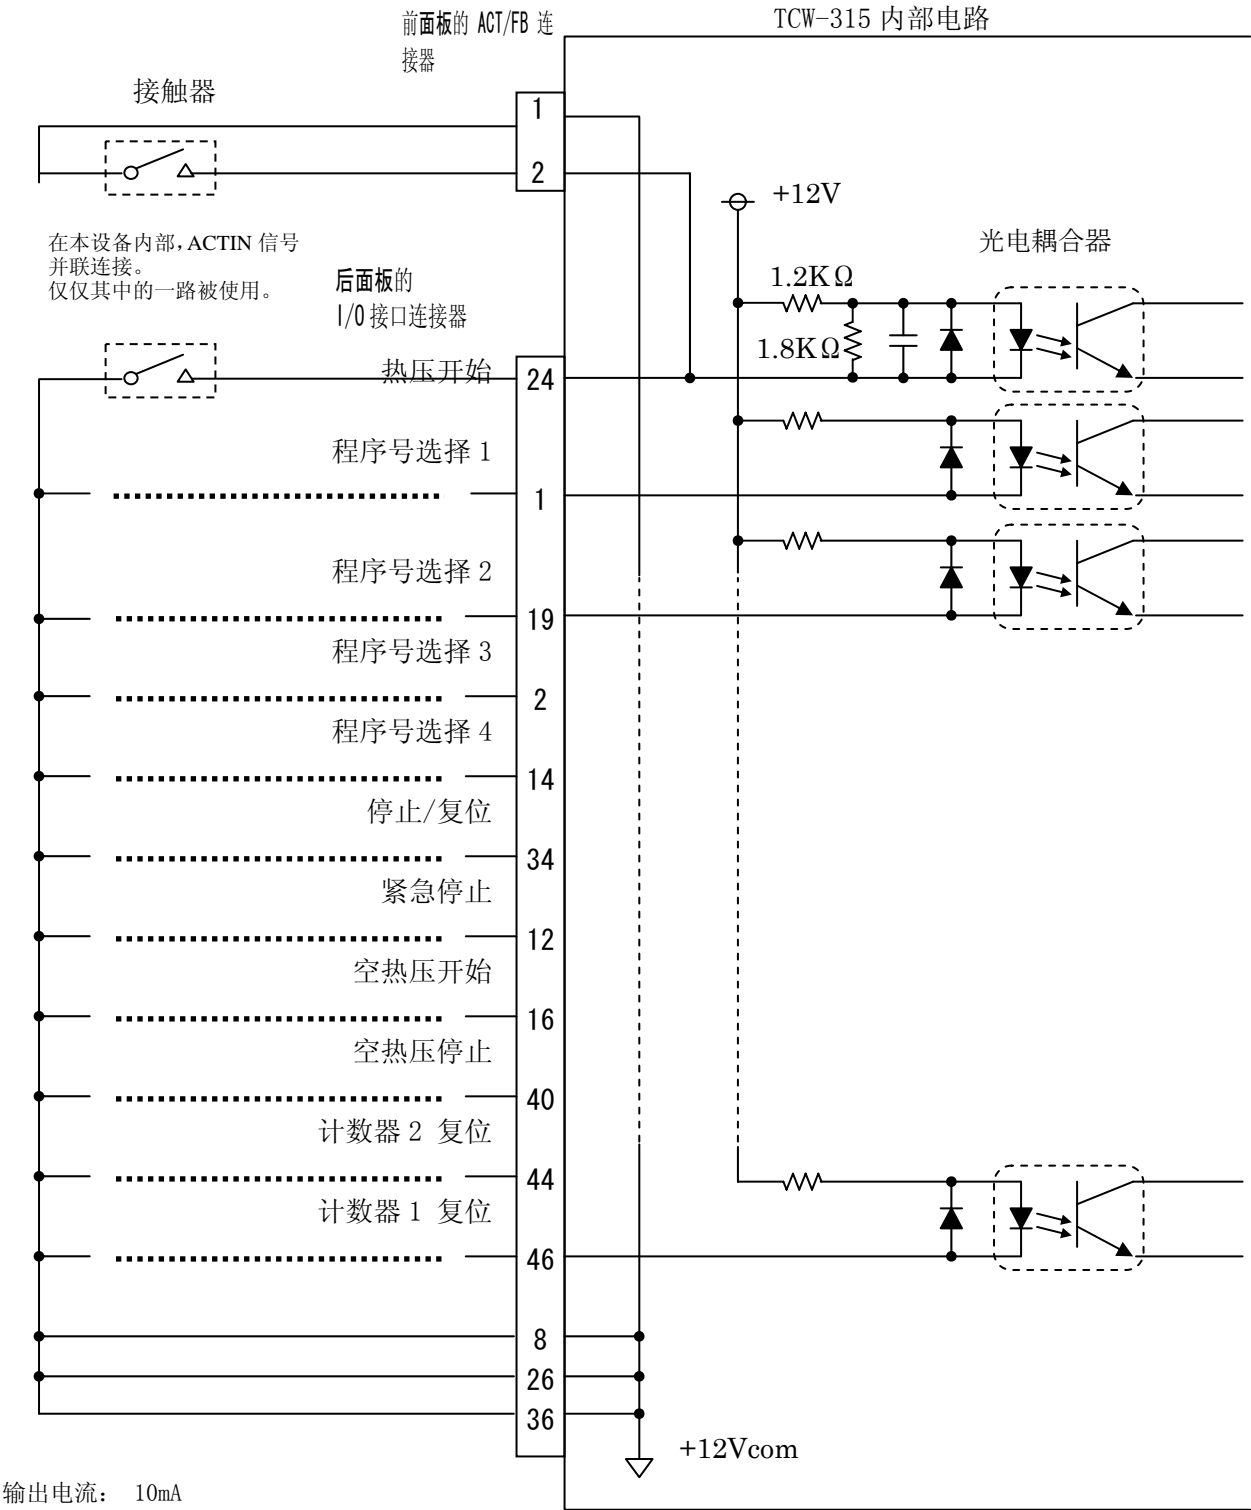 TCW-315 内部电路
前面板的 ACT/FB 连
接器
接触器
1
2
+12V
在本设备内部，ACTIN 信号
并联连接。
仅仅其中的一路被使用。
光电耦合器
后面板的
I/O 接口连接器
1.2KΩ
1.8KΩ
热压开始
24
程序号选择 1
1
程序号选择 2
19
程序号选择 3
2
程序号选择 4
14
停止/复位
34
紧急停止
12
空热压开始
16
空热压停止
40
计数器 2 复位
44
计数器 1 复位
46
8
26
36
+12Vcom
输出电流： 10mA